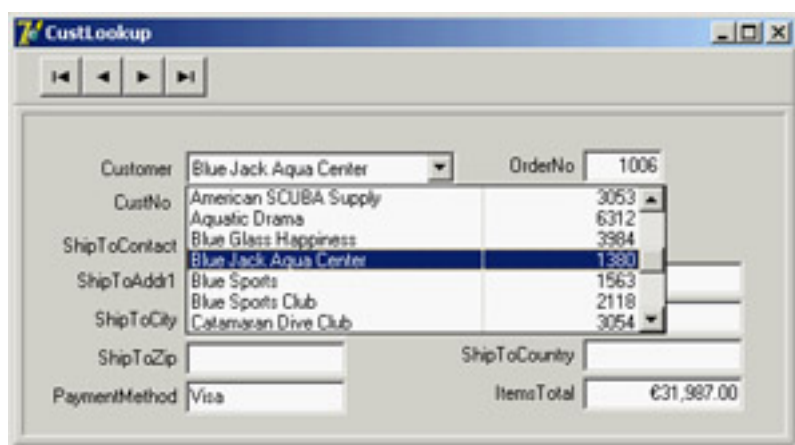 CustLookup
Customer Blue Jack Aqua Center OrderNo 1006
CustNo American SCUBA Supply 3053
Aquatic Drama 6312
ShipToContact Blue Glass Happiness 3984
Blue Jack Aqua Center 1380
ShipToAddr1 Blue Sports 1563
Blue Sports Club 2118
ShipToCity Catamaran Dive Club 3054
ShipToZip ShipToCountry
PaymentMethod Visa ItemsTotal €31,987.00